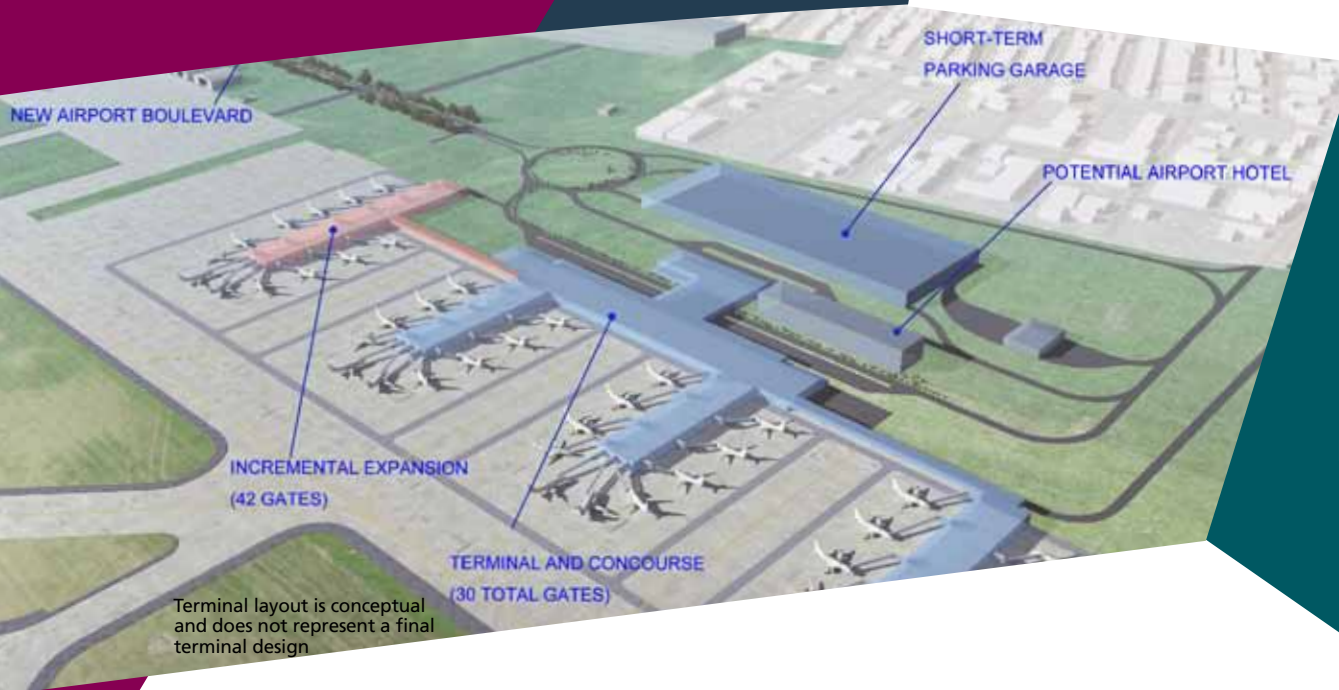 SHORT-TERM
PARKING GARAGE
NEW AIRPORT BOULEVARD
POTENTIAL AIRPORT HOTEL
INCREMENTAL EXPANSION
(42 GATES)
TERMINAL AND CONCOURSE
(30 TOTAL GATES)
Terminal layout is conceptual
and does not represent a final
terminal design